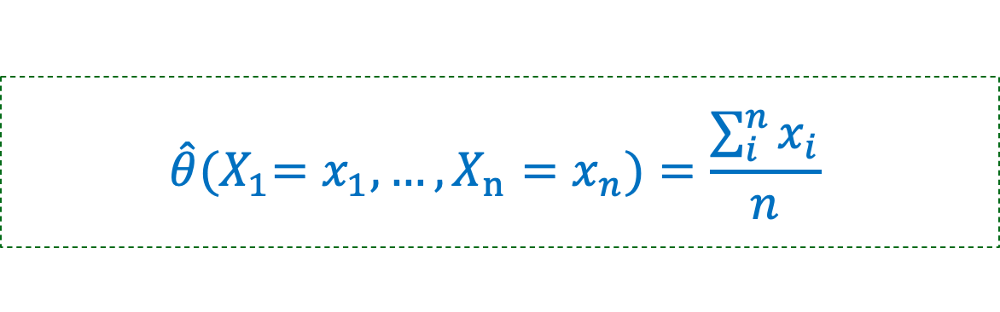 θ̂(X₁= x₁, ..., Xₙ = xₙ) = (∑ᵢⁿ xᵢ)/n